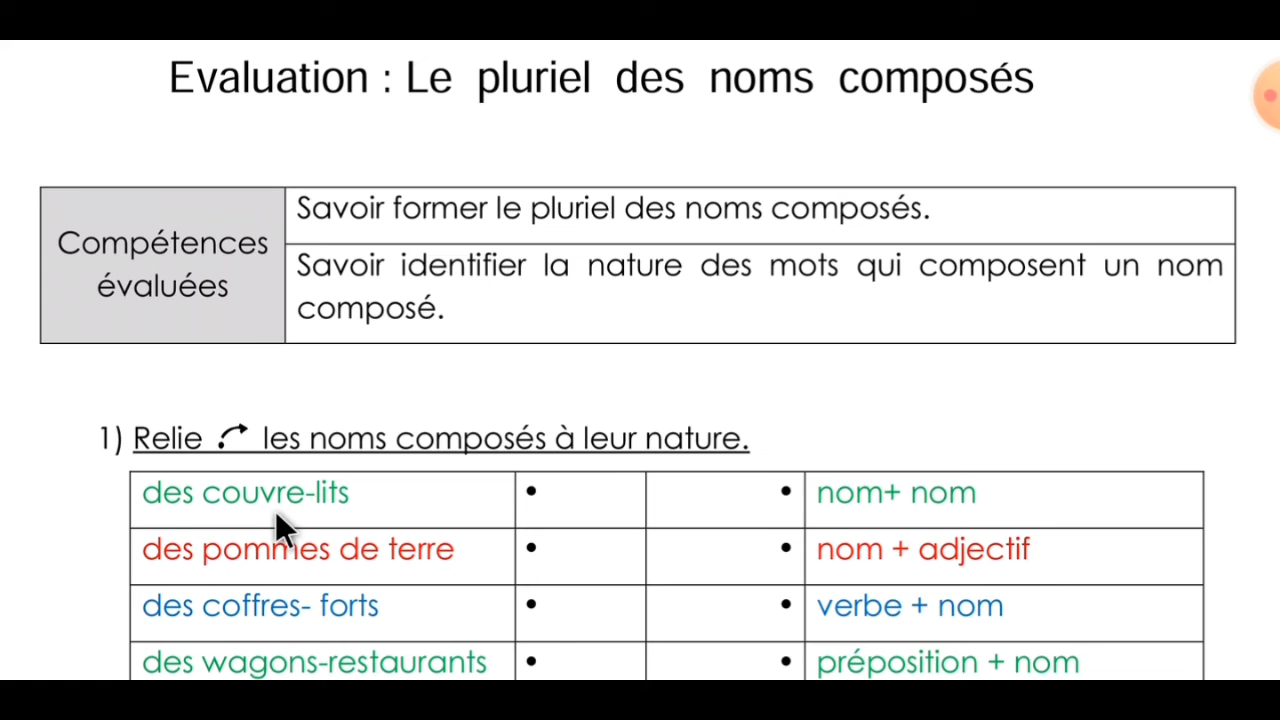 Evaluation : Le pluriel des noms composés
Compétences évaluées
Savoir former le pluriel des noms composés.
Savoir identifier la nature des mots qui composent un nom
composé.
1) Relie les noms composés à leur nature.
des couvre-lits • • nom+ nom
des pommes de terre • • nom + adjectif
des coffres- forts • • verbe + nom
des wagons-restaurants • • préposition + nom